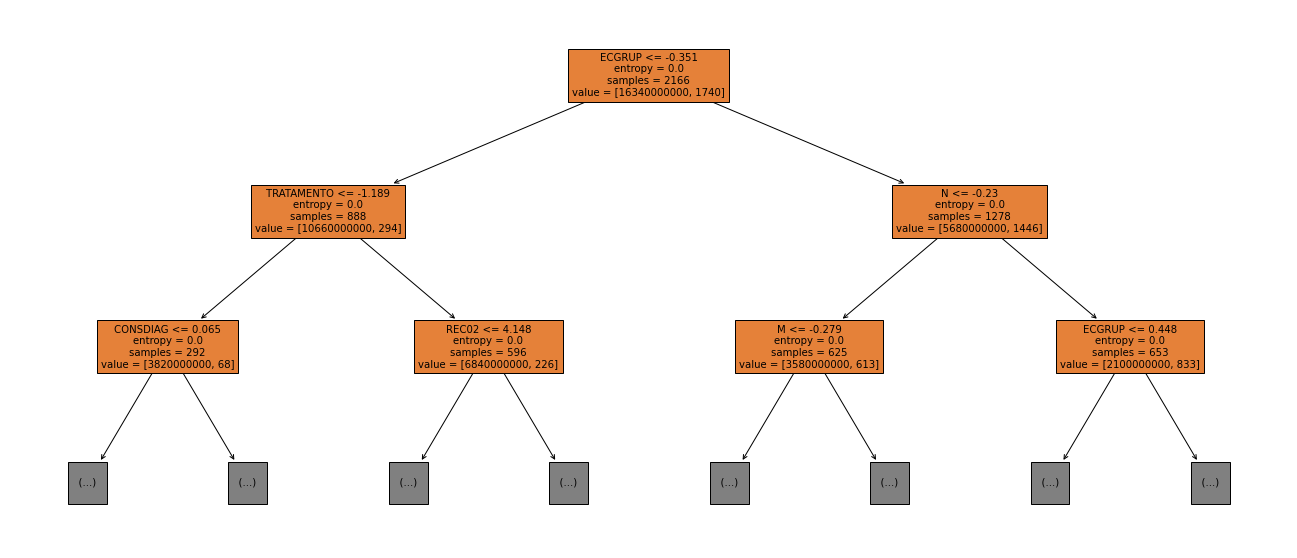 ECGRUP <= -0.351
entropy = 0.0
samples = 2166
value = [16340000000, 1740]
TRATAMENTO <= -1.189
entropy = 0.0
samples = 888
value = [10660000000, 294]
N <= -0.23
entropy = 0.0
samples = 1278
value = [5680000000, 1446]
CONSDIAG <= 0.065
entropy = 0.0
samples = 292
value = [3820000000, 68]
REC02 <= 4.148
entropy = 0.0
samples = 596
value = [6840000000, 226]
M <= -0.279
entropy = 0.0
samples = 625
value = [3580000000, 613]
ECGRUP <= 0.448
entropy = 0.0
samples = 653
value = [2100000000, 833]
(...)
(...)
(...)
(...)
(...)
(...)
(...)
(...)